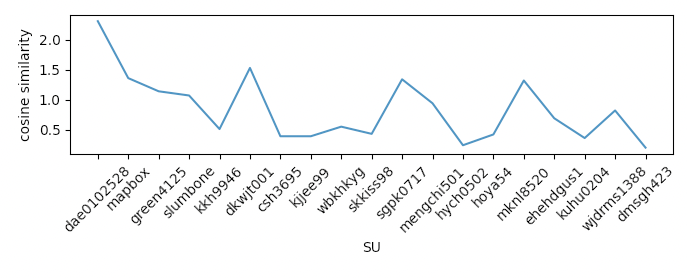 cosine similarity
2.0
1.5
1.0
0.5
dae0102528
mapbox
green4125
slumbone
kkh9946
dkwjt001
csh3695
kjjee99
wbkhkyg
skkiss98
sgpk0717
mengchi501
hych0502
hoya54
mknl8520
ehehdgus1
kuhu0204
wjdrms1388
dmsgh423
SU